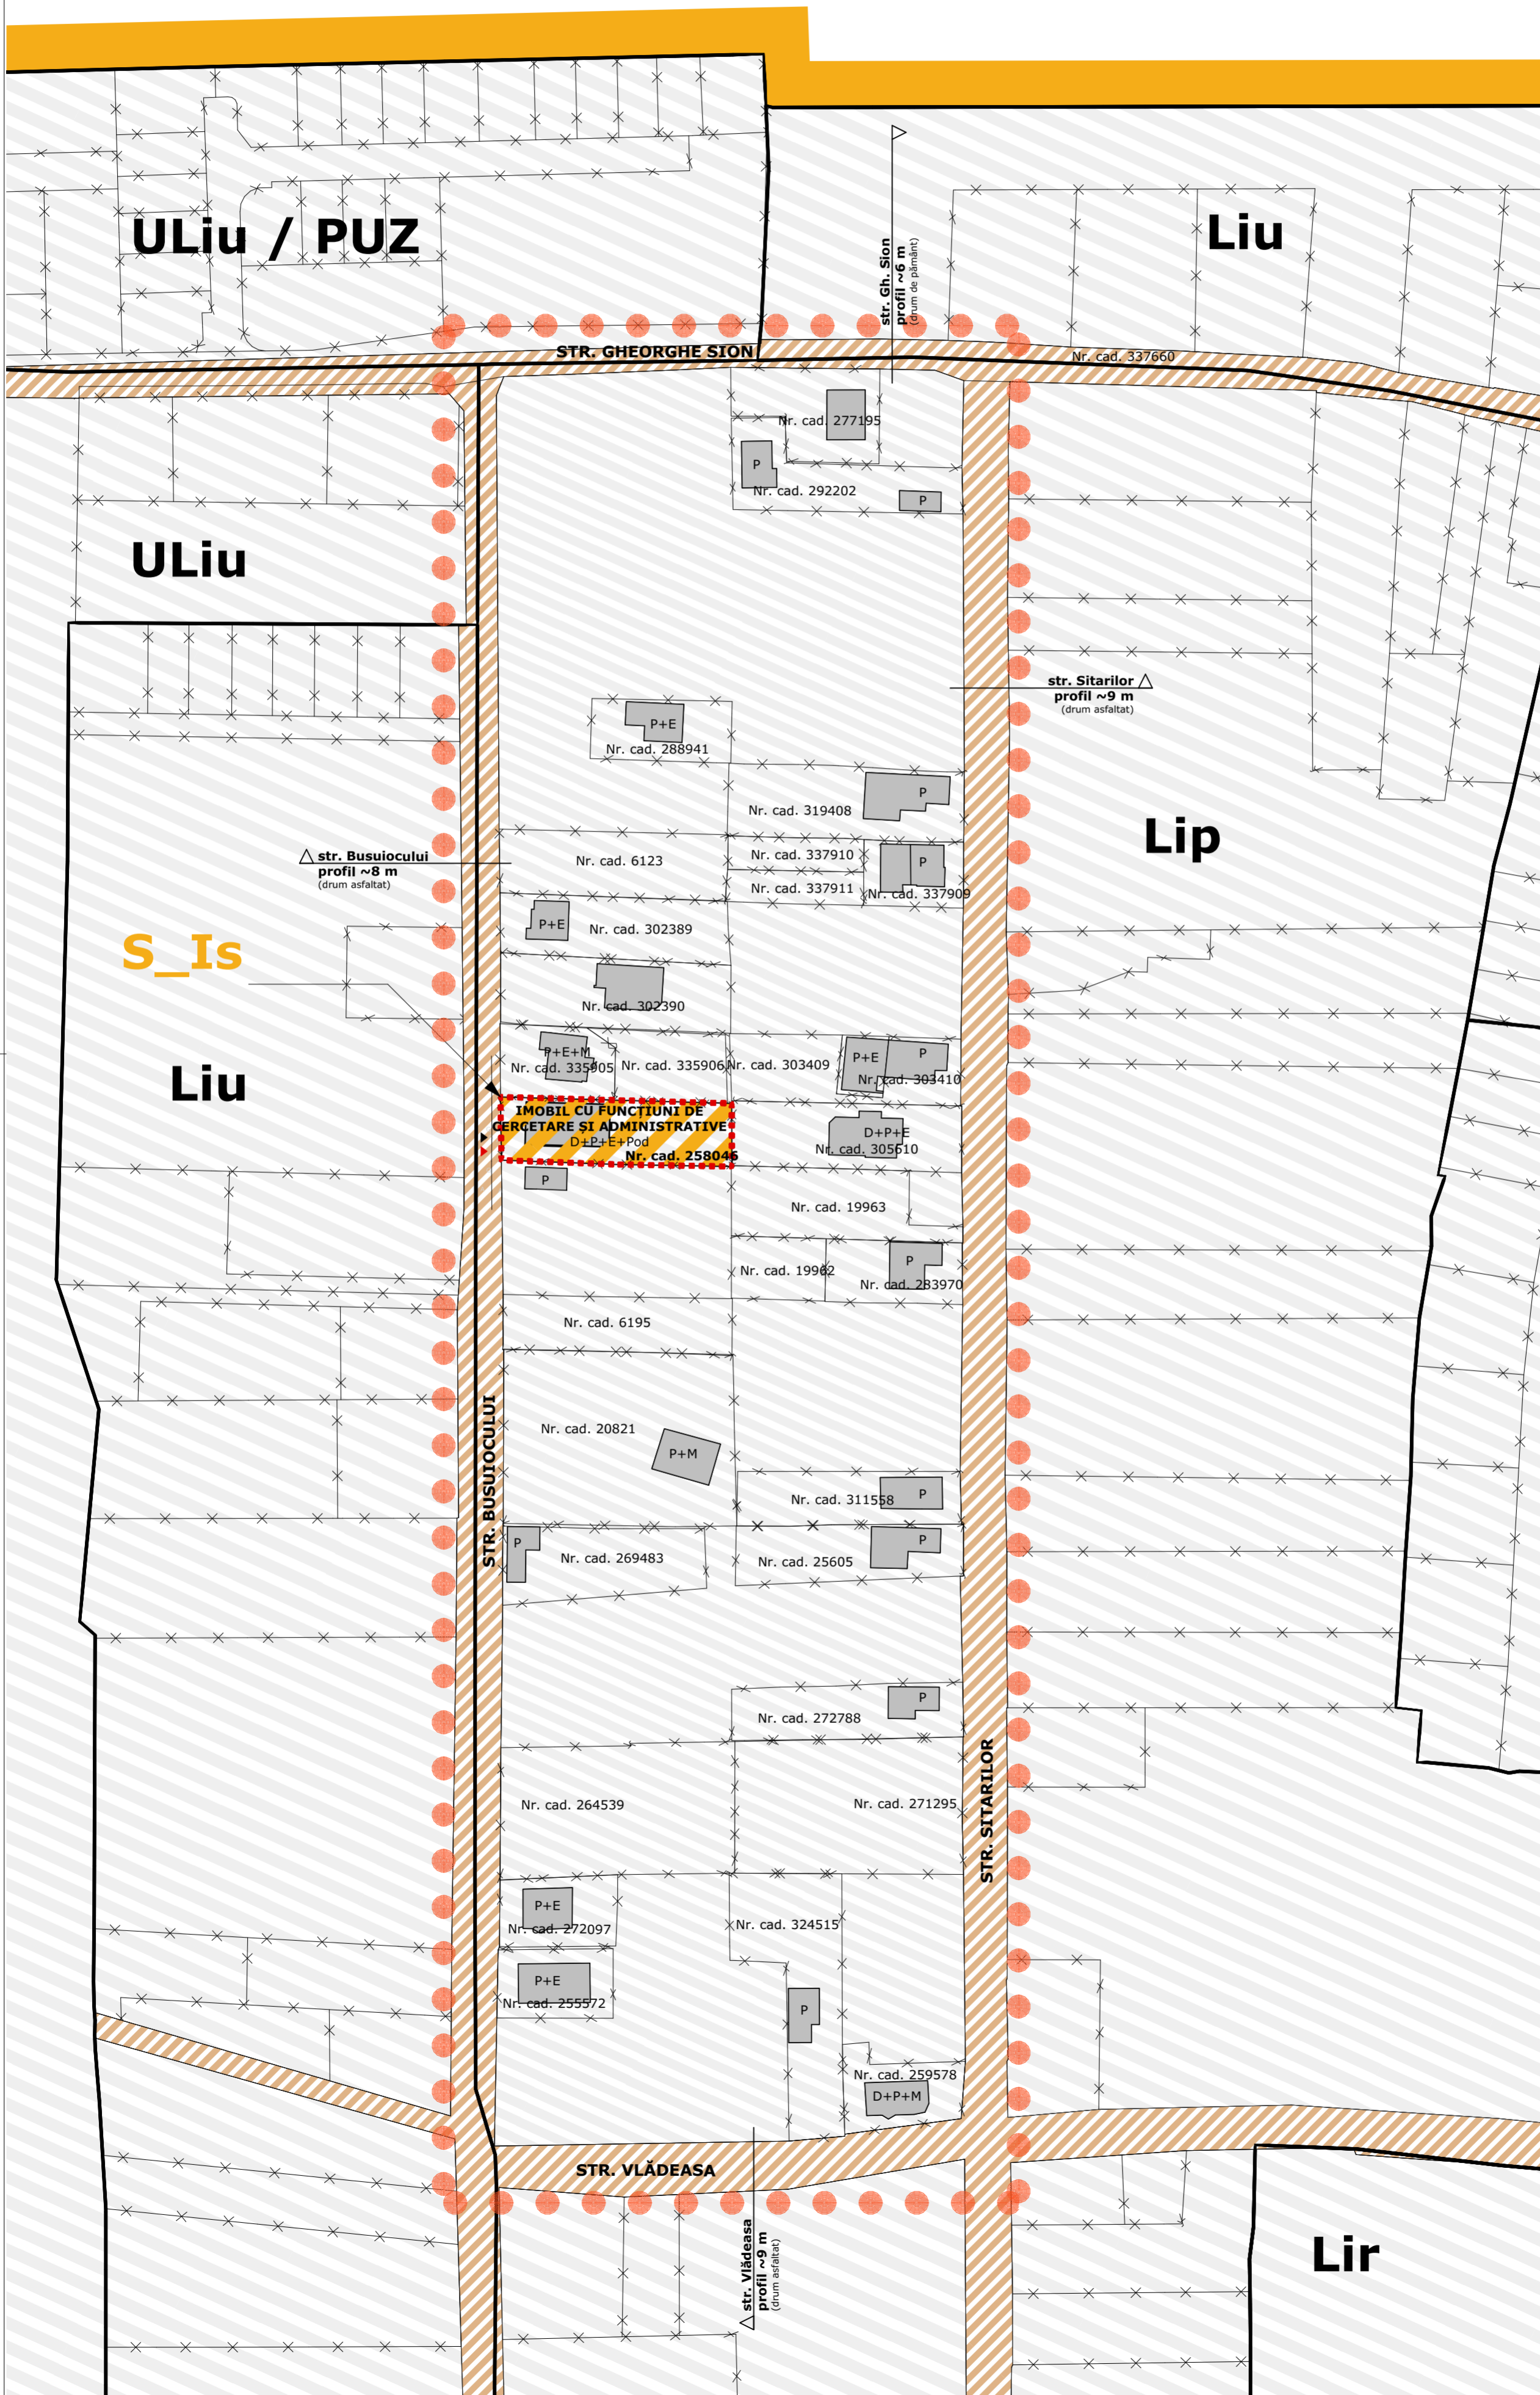 ULiu / PUZ
Liu
str. Gh. Sion
profil ~6 m
(drum de pământ)
STR. GHEORGHE SION
Nr. cad. 337660
Nr. cad. 277195
P
Nr. cad. 292202
P
ULiu
str. Sitarilor
profil ~9 m
(drum asfaltat)
P+E
Nr. cad. 288941
P
Nr. cad. 319408
Lip
str. Busuiocului
profil ~8 m
(drum asfaltat)
Nr. cad. 6123
Nr. cad. 337910
P
Nr. cad. 337911
Nr. cad. 337909
P+E
Nr. cad. 302389
S_Is
Nr. cad. 302390
P+E+M
Nr. cad. 335905
Nr. cad. 335906
Nr. cad. 303409
P+E
P
Nr. cad. 303410
Liu
IMOBIL CU FUNCȚIUNI DE
CERCETARE ȘI ADMINISTRATIVE
D+P+E+Pod
Nr. cad. 258046
D+P+E
Nr. cad. 305610
P
Nr. cad. 19963
Nr. cad. 19962
P
Nr. cad. 283970
Nr. cad. 6195
STR. BUSUIOCULUI
Nr. cad. 20821
P+M
Nr. cad. 311558
P
P
Nr. cad. 269483
Nr. cad. 25605
P
P
Nr. cad. 272788
STR. SITARILOR
Nr. cad. 264539
Nr. cad. 271295
P+E
Nr. cad. 272097
Nr. cad. 324515
P+E
Nr. cad. 255572
P
Nr. cad. 259578
D+P+M
STR. VLĂDEASA
str. Vlădeasa
profil ~9 m
(drum asfaltat)
Lir